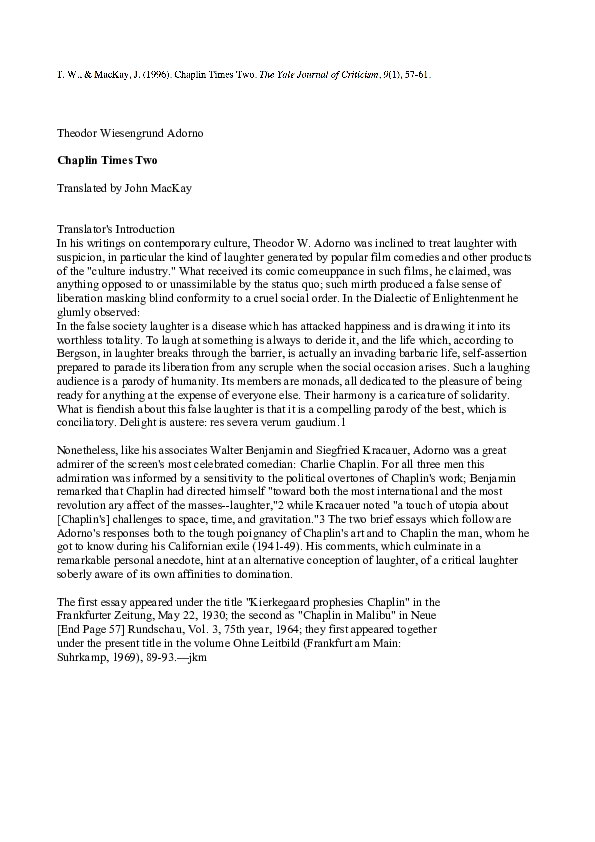 T. W., & MacKay, J. (1996). Chaplin Times Two. The Yale Journal of Criticism, 9(1), 57-61.
Theodor Wiesengrund Adorno
Chaplin Times Two
Translated by John MacKay
Translator's Introduction
In his writings on contemporary culture, Theodor W. Adorno was inclined to treat laughter with
suspicion, in particular the kind of laughter generated by popular film comedies and other products
of the "culture industry." What received its comic comeuppance in such films, he claimed, was
anything opposed to or unassimilable by the status quo; such mirth produced a false sense of
liberation masking blind conformity to a cruel social order. In the Dialectic of Enlightenment he
glumly observed:
In the false society laughter is a disease which has attacked happiness and is drawing it into its
worthless totality. To laugh at something is always to deride it, and the life which, according to
Bergson, in laughter breaks through the barrier, is actually an invading barbaric life, self-assertion
prepared to parade its liberation from any scruple when the social occasion arises. Such a laughing
audience is a parody of humanity. Its members are monads, all dedicated to the pleasure of being
ready for anything at the expense of everyone else. Their harmony is a caricature of solidarity.
What is fiendish about this false laughter is that it is a compelling parody of the best, which is
conciliatory. Delight is austere: res severa verum gaudium.1
Nonetheless, like his associates Walter Benjamin and Siegfried Kracauer, Adorno was a great
admirer of the screen's most celebrated comedian: Charlie Chaplin. For all three men this
admiration was informed by a sensitivity to the political overtones of Chaplin's work; Benjamin
remarked that Chaplin had directed himself "toward both the most international and the most
revolution ary affect of the masses--laughter,"2 while Kracauer noted "a touch of utopia about
[Chaplin's] challenges to space, time, and gravitation."3 The two brief essays which follow are
Adorno's responses both to the tough poignancy of Chaplin's art and to Chaplin the man, whom he
got to know during his Californian exile (1941-49). His comments, which culminate in a
remarkable personal anecdote, hint at an alternative conception of laughter, of a critical laughter
soberly aware of its own affinities to domination.
The first essay appeared under the title "Kierkegaard prophesies Chaplin" in the
Frankfurter Zeitung, May 22, 1930; the second as "Chaplin in Malibu" in Neue
[End Page 57] Rundschau, Vol. 3, 75th year, 1964; they first appeared together
under the present title in the volume Ohne Leitbild (Frankfurt am Main:
Suhrkamp, 1969), 89-93.—jkm